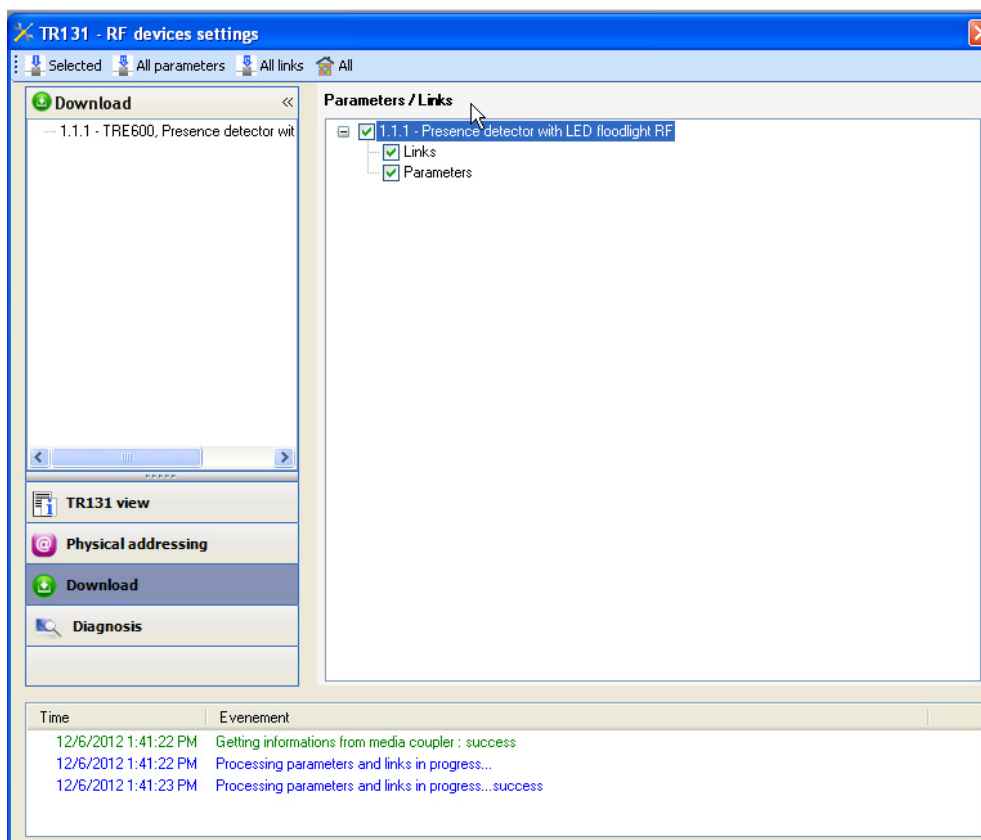 TR131 - RF devices settings
Selected All parameters All links All
Download «
1.1.1 - TRE600, Presence detector wit
TR131 view
Physical addressing
Download
Diagnosis
Parameters / Links
1.1.1 - Presence detector with LED floodlight RF
Links
Parameters
Time Evenement
12/6/2012 1:41:22 PM Getting informations from media coupler : success
12/6/2012 1:41:22 PM Processing parameters and links in progress...
12/6/2012 1:41:23 PM Processing parameters and links in progress...success